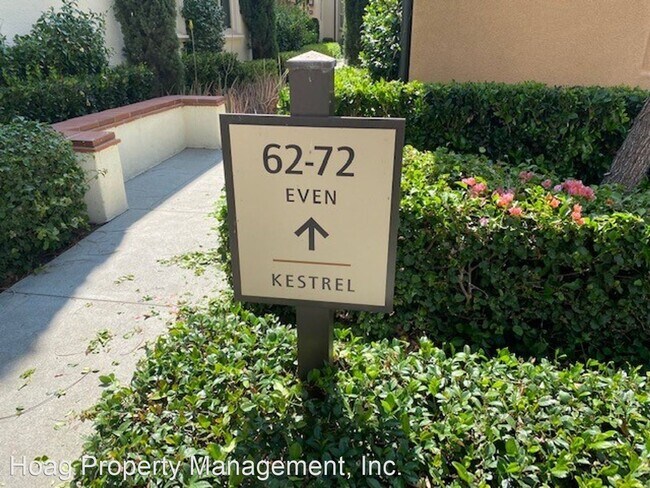 62-72
EVEN
↑
KESTREL
© Hoag Property Management, Inc.